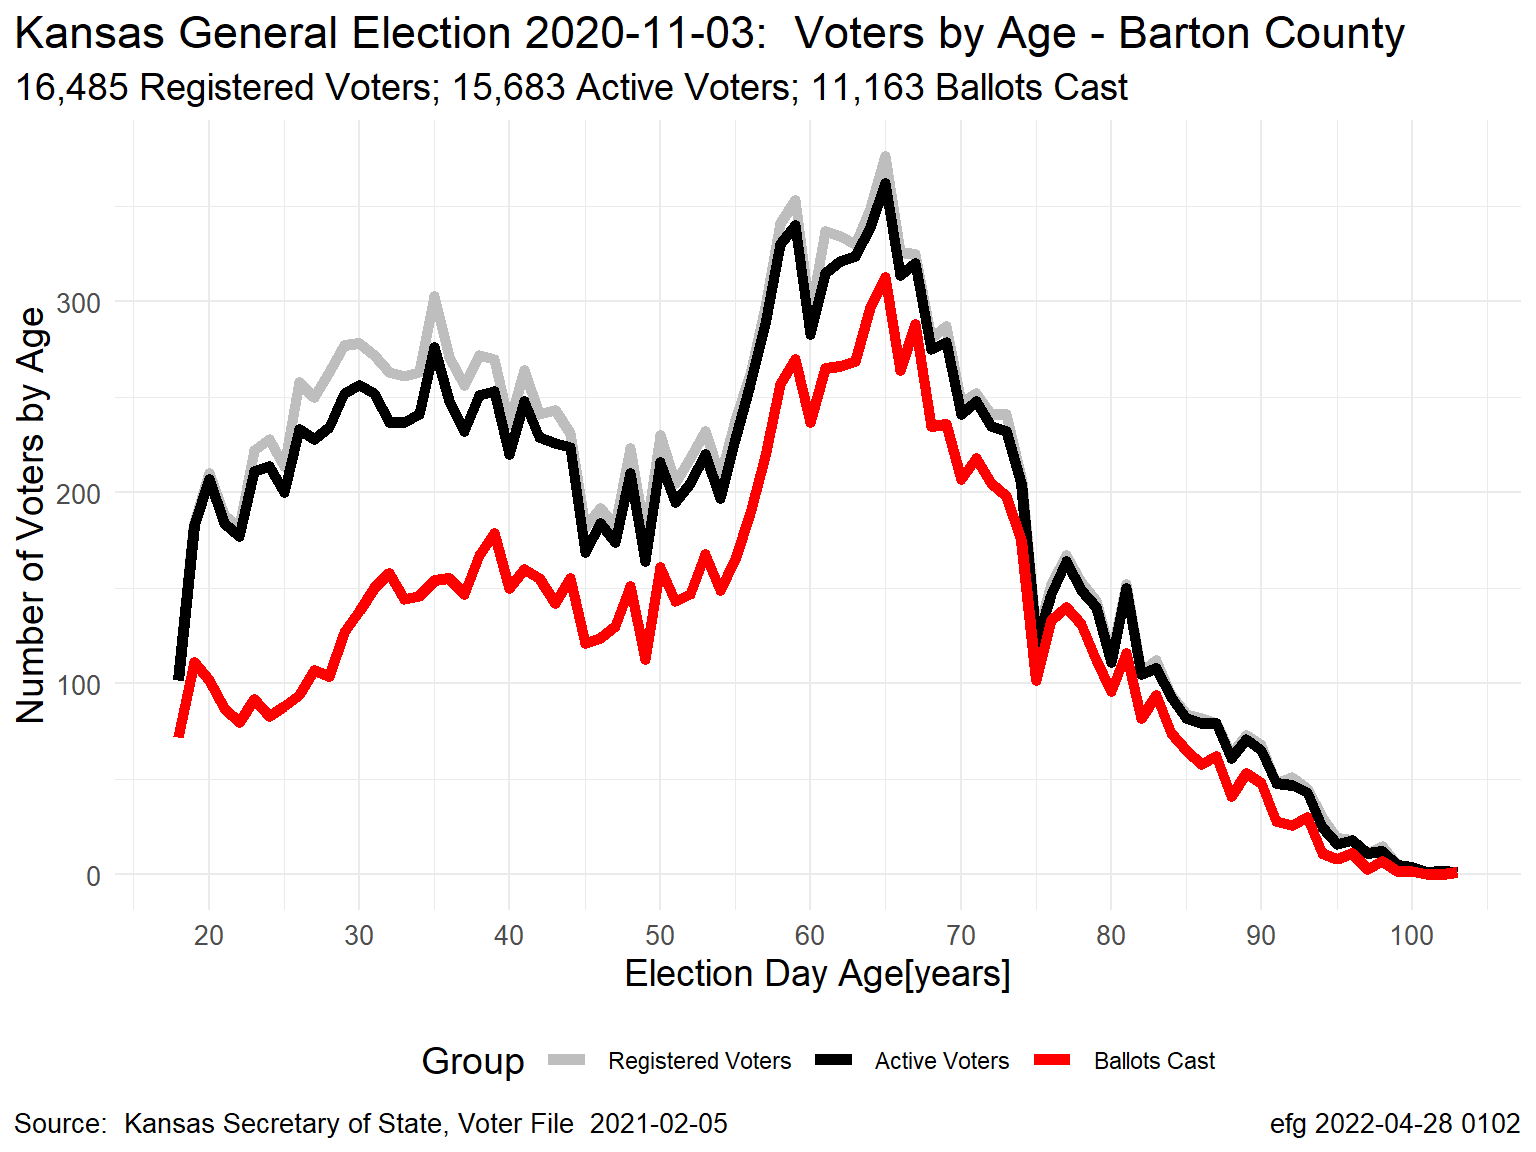 Kansas General Election 2020-11-03:  Voters by Age - Barton County
16,485 Registered Voters; 15,683 Active Voters; 11,163 Ballots Cast
Number of Voters by Age
300
200
100
0
20 30 40 50 60 70 80 90 100
Election Day Age[years]
Group Registered Voters Active Voters Ballots Cast
Source:  Kansas Secretary of State, Voter File  2021-02-05
efg 2022-04-28 0102